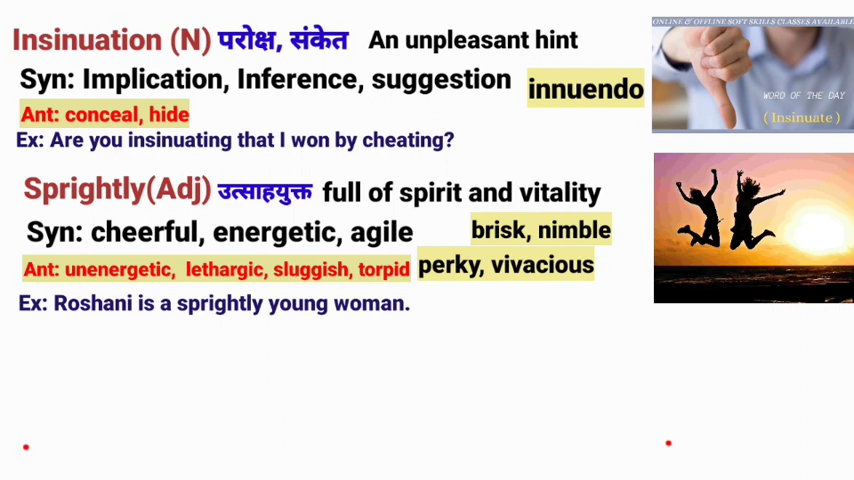 Insinuation (N) परोक्ष, संकेत An unpleasant hint
Syn: Implication, Inference, suggestion innuendo
Ant: conceal, hide
Ex: Are you insinuating that I won by cheating?
ONLINE & OFFLINE SOFT SKILLS CLASSES AVAILABLE
WORD OF THE DAY
( Insinuate )
Sprightly(Adj) उत्साहयुक्त full of spirit and vitality
Syn: cheerful, energetic, agile brisk, nimble
Ant: unenergetic, lethargic, sluggish, torpid perky, vivacious
Ex: Roshani is a sprightly young woman.